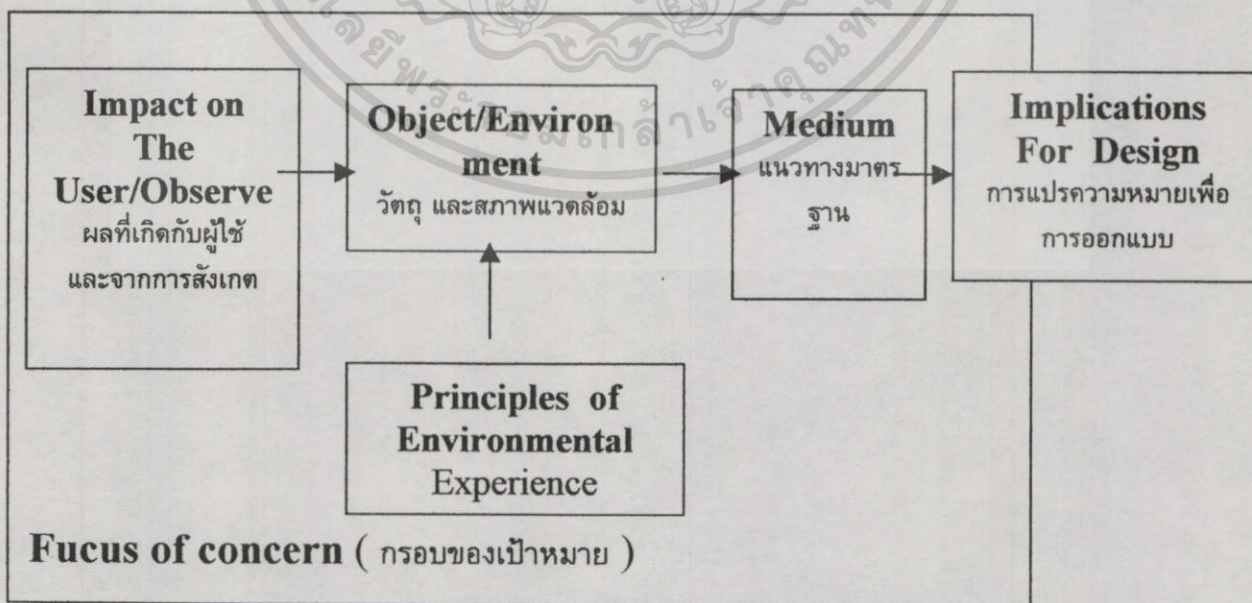 Impact on
The
User/Observe
ผลที่เกิดกับผู้ใช้
และจากการสังเกต
Object/Environ
ment
วัตถุ และสภาพแวดล้อม
Medium
แนวทางมาตร
ฐาน
Implications
For Design
การแปรความหมายเพื่อ
การออกแบบ
Principles of
Environmental
Experience
Fucus of concern ( กรอบของเป้าหมาย )